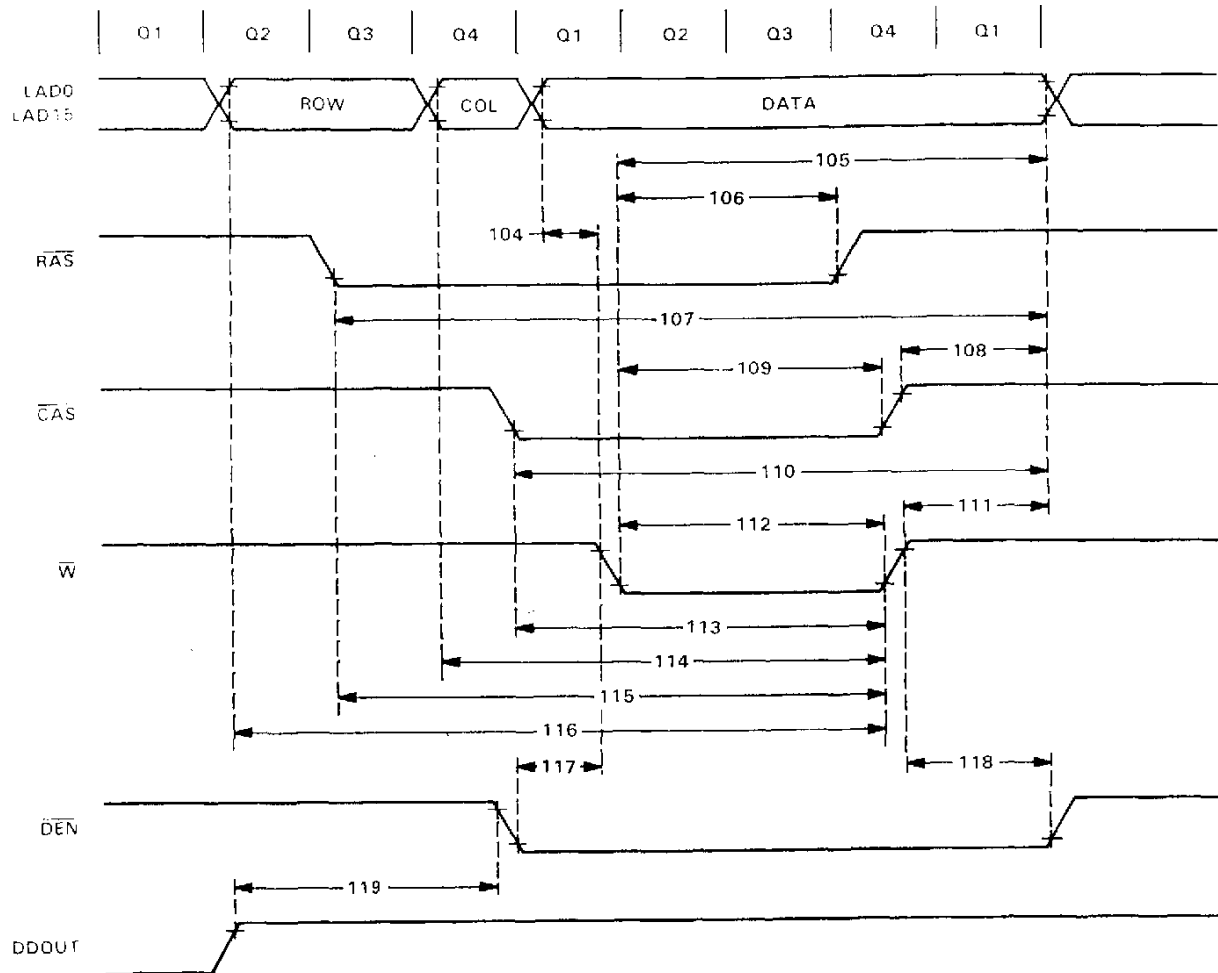 Q1 Q2 Q3 Q4 Q1 Q2 Q3 Q4 Q1
LAD0
LAD15
ROW COL DATA
105
106
104
RAS
107
108
109
CAS
110
111
112
W
113
114
115
116
117 118
DEN
119
DDOUT